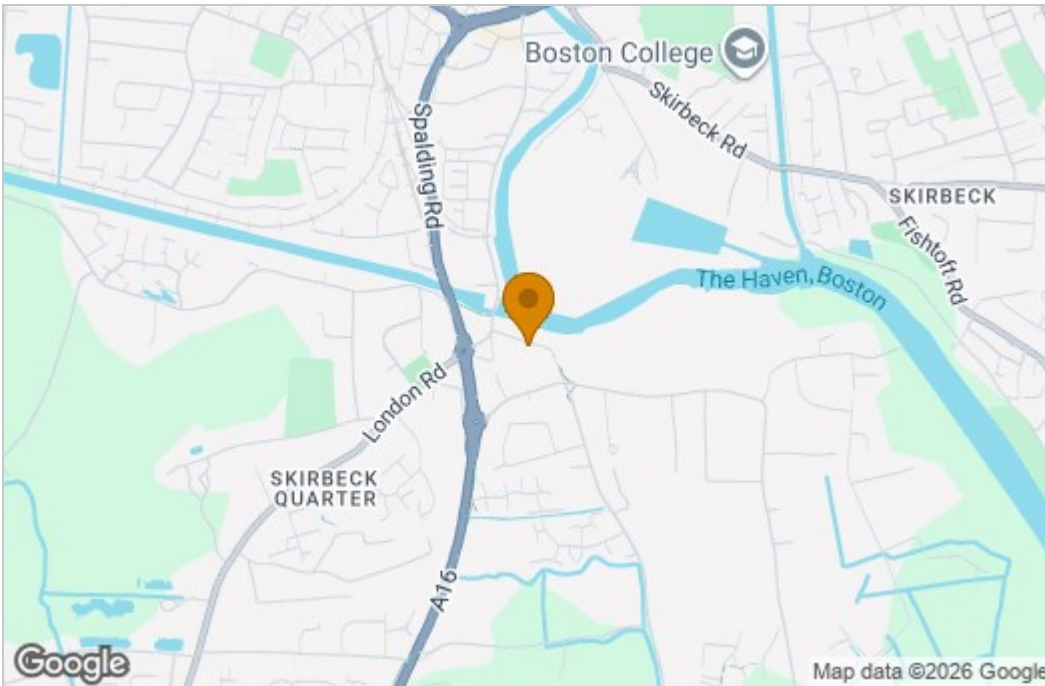 Boston College
Skirbeck Rd
Spalding Rd
SKIRBECK
Fishtoft Rd
The Haven, Boston
London Rd
SKIRBECK
QUARTER
A16
Google
Map data ©2026 Google